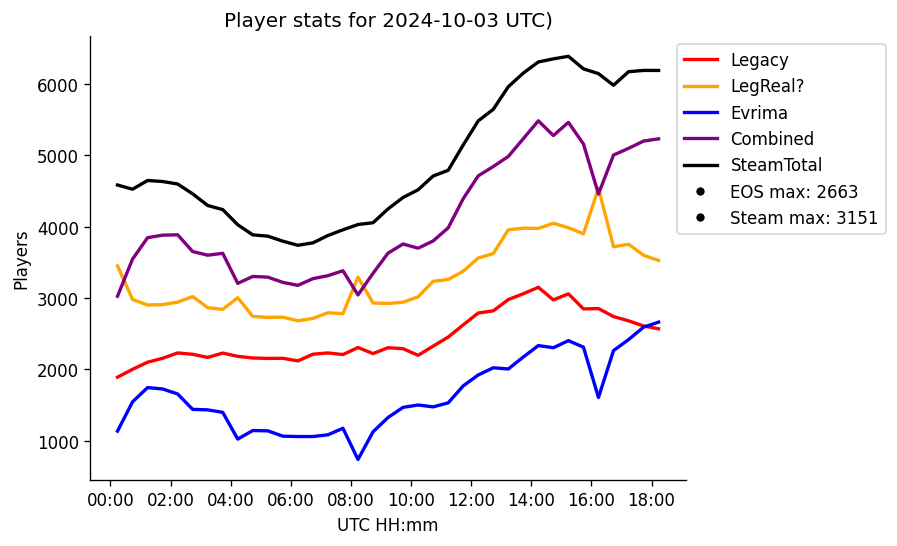 Player stats for 2024-10-03 UTC)
Legacy
LegReal?
Evrima
Combined
SteamTotal
EOS max: 2663
Steam max: 3151
6000
5000
4000
3000
2000
1000
Players
00:00 02:00 04:00 06:00 08:00 10:00 12:00 14:00 16:00 18:00
UTC HH:mm